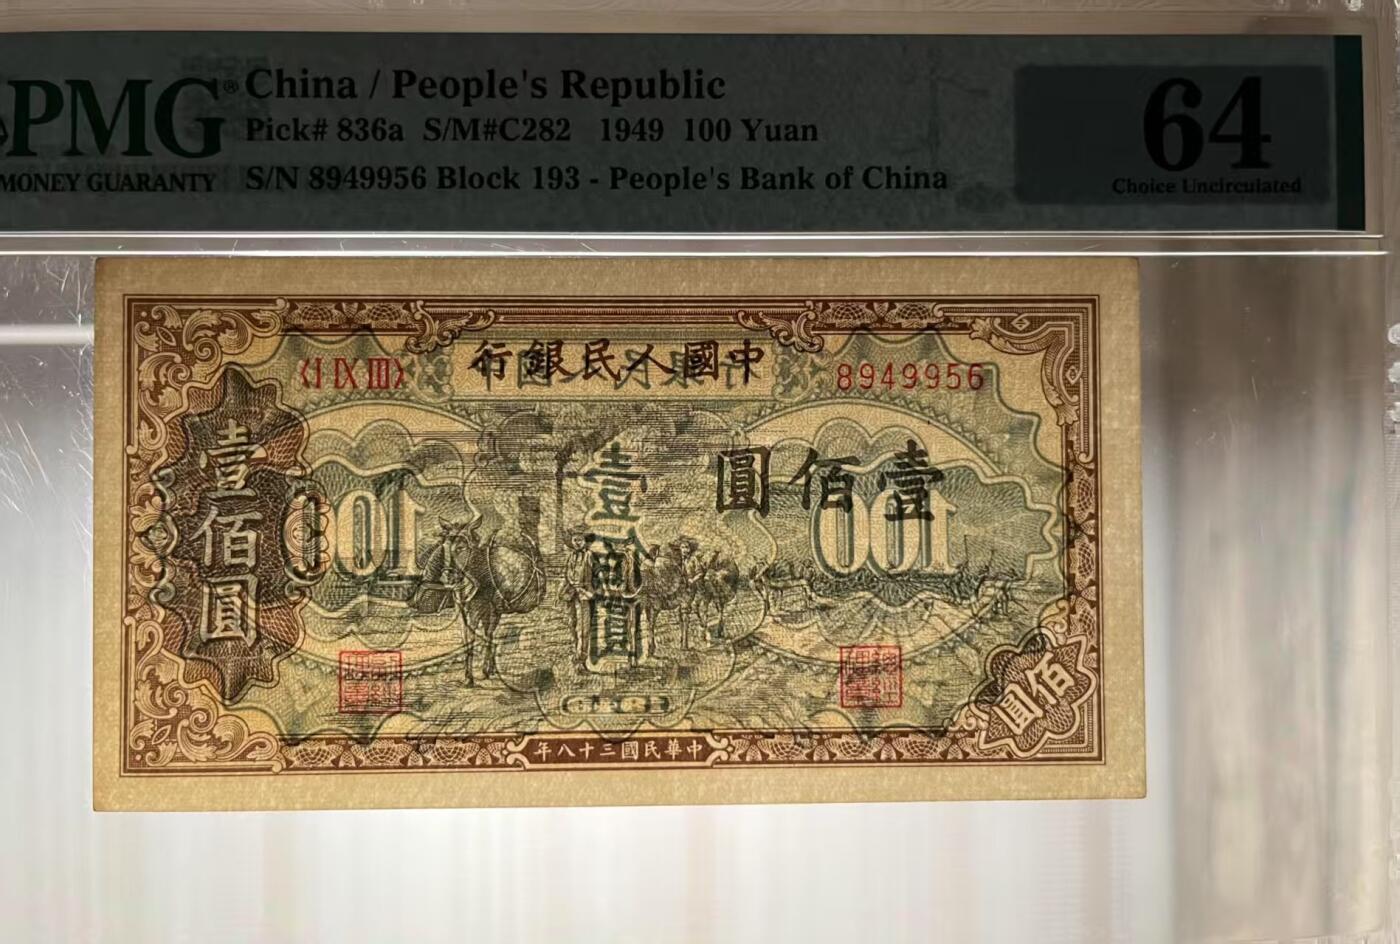 PMG®
MONEY GUARANTY
China / People's Republic
Pick# 836a S/M#C282 1949 100 Yuan
S/N 8949956 Block 193 - People's Bank of China
64
Choice Uncirculated
行銀民人國中
〈I IX III〉
8949956
壹佰圓
圓佰壹
壹佰圓
100
100
圓佰
年八十三國民華中